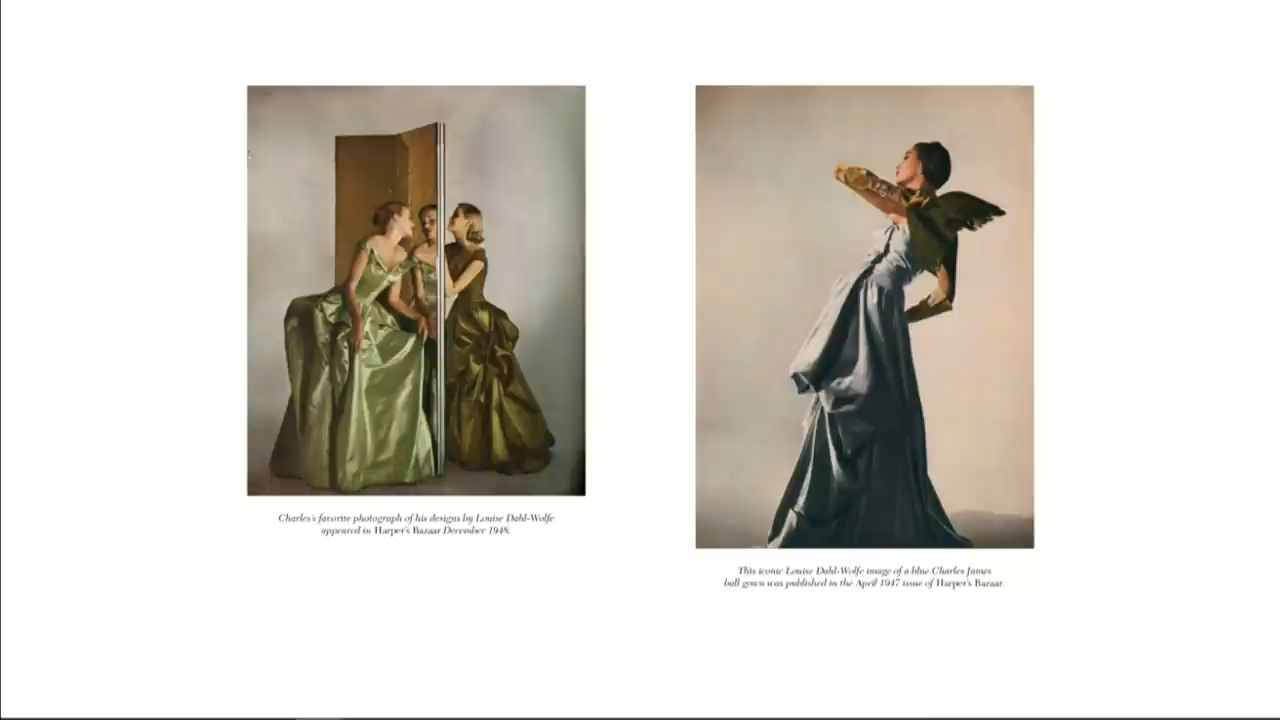 Charles's favorite photograph of his designs by Louise Dahl-Wolfe
appeared in Harper's Bazaar December 1948.
This iconic Louise Dahl-Wolfe image of a blue Charles James
ball gown was published in the April 1947 issue of Harper's Bazaar.